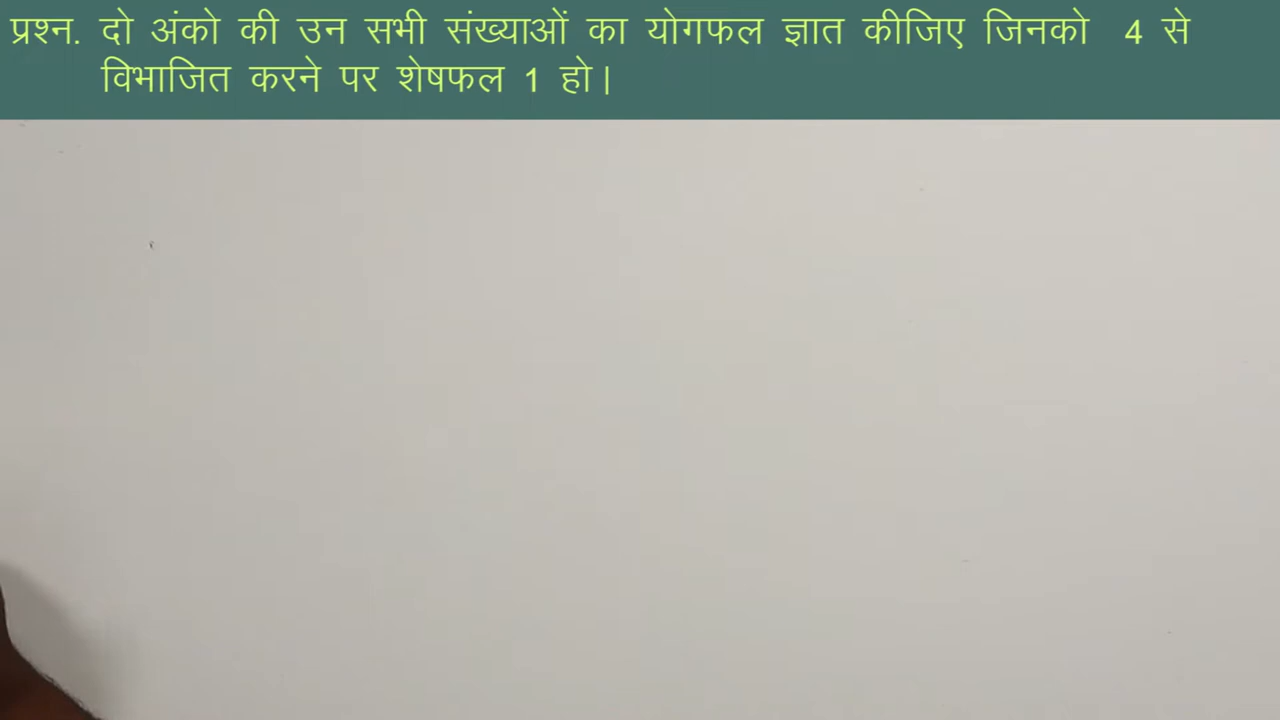 प्रश्न. दो अंको की उन सभी संख्याओं का योगफल ज्ञात कीजिए जिनको 4 से
विभाजित करने पर शेषफल 1 हो|